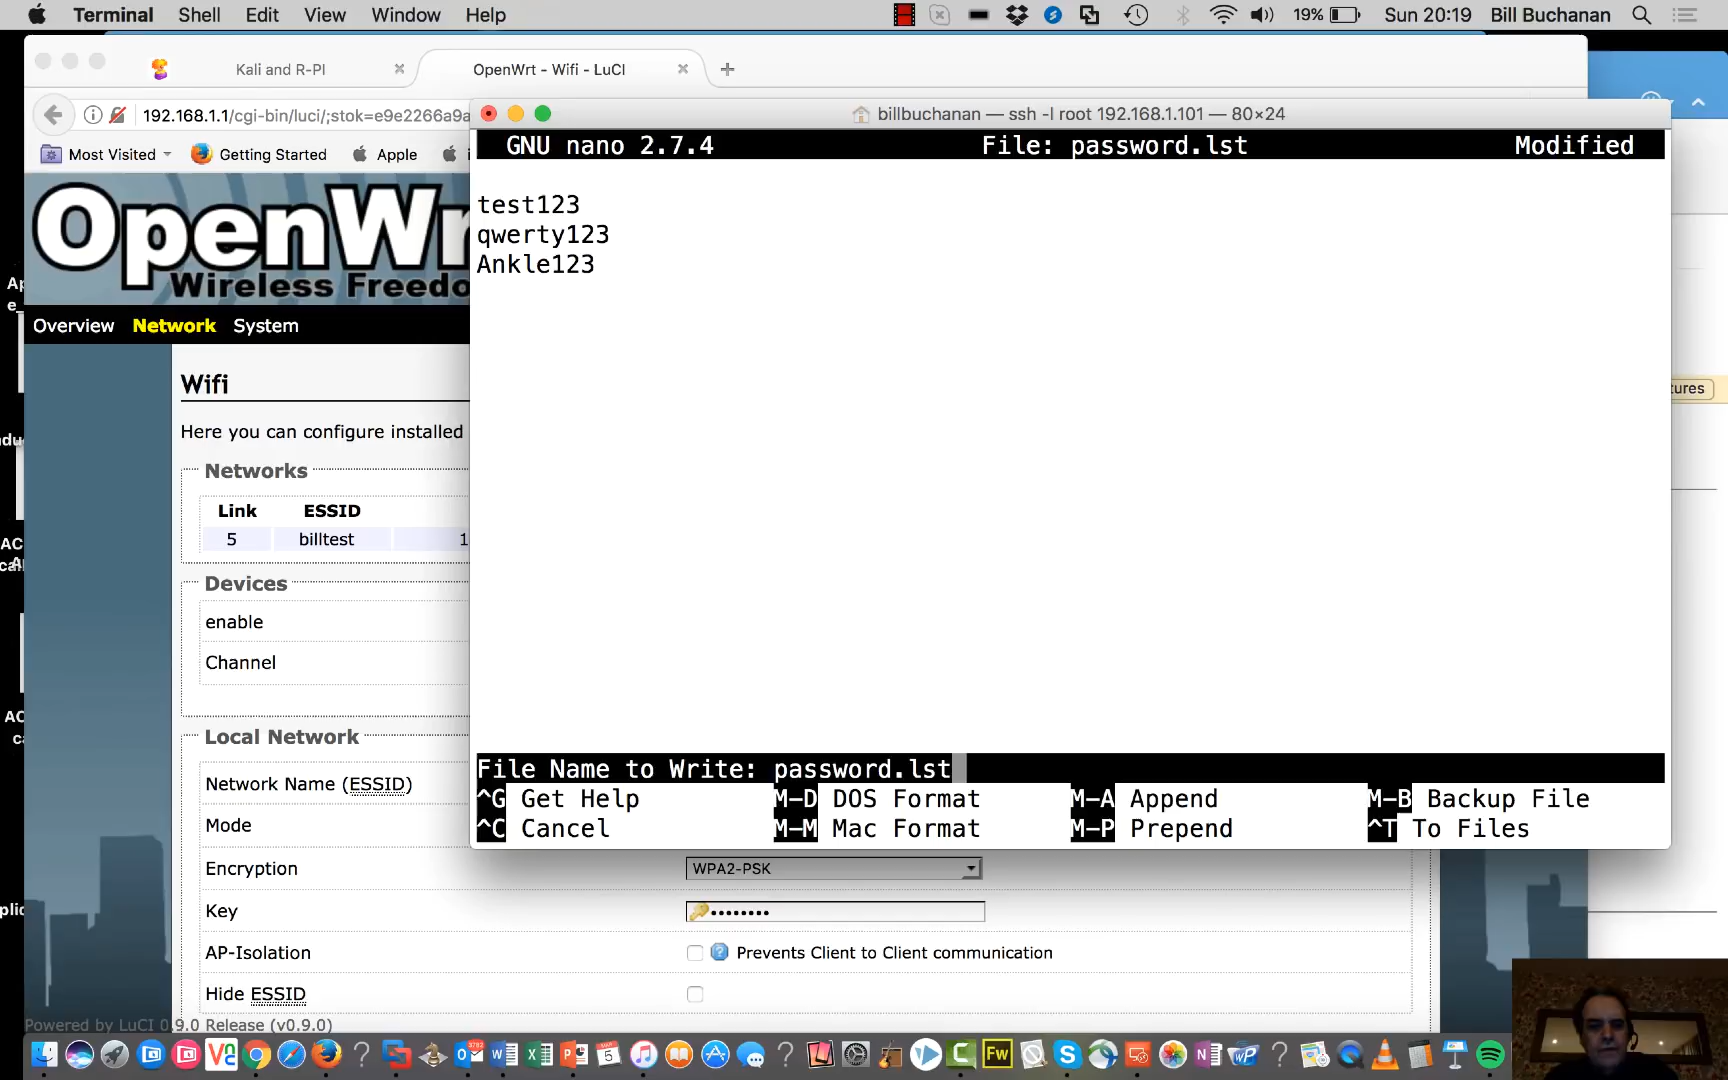 Terminal Shell Edit View Window Help 19% Sun 20:19 Bill Buchanan
Kali and R-PI × OpenWrt - Wifi - LuCI × +
192.168.1.1/cgi-bin/luci/;stok=e9e2266a9a
billbuchanan — ssh -l root 192.168.1.101 — 80×24
Most Visited Getting Started Apple
GNU nano 2.7.4 File: password.lst Modified
test123
qwerty123
Ankle123
OpenWr
Wireless Freedo
Overview Network System
Wifi
Here you can configure installed
Networks
Link ESSID
5 billtest 1
Devices
enable
Channel
Local Network
Network Name (ESSID)
Mode
File Name to Write: password.lst
^G Get Help M-D DOS Format M-A Append M-B Backup File
^C Cancel M-M Mac Format M-P Prepend ^T To Files
Encryption WPA2-PSK
Key ••••••••
AP-Isolation Prevents Client to Client communication
Hide ESSID
Powered by LuCI 0.9.0 Release (v0.9.0)